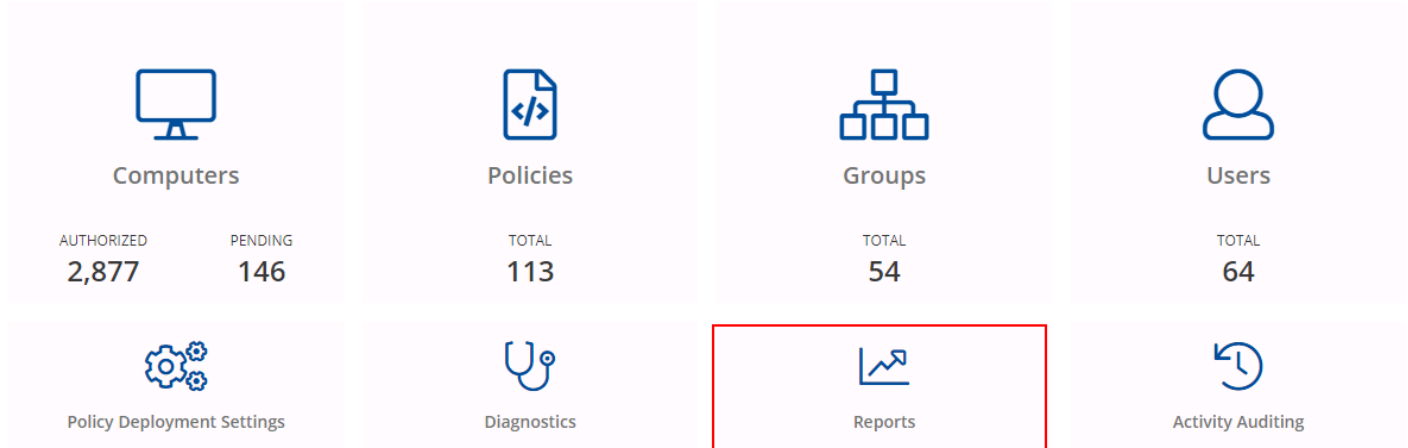 </>
Computers Policies Groups Users
AUTHORIZED PENDING TOTAL TOTAL TOTAL
2,877 146 113 54 64
Policy Deployment Settings Diagnostics Reports Activity Auditing